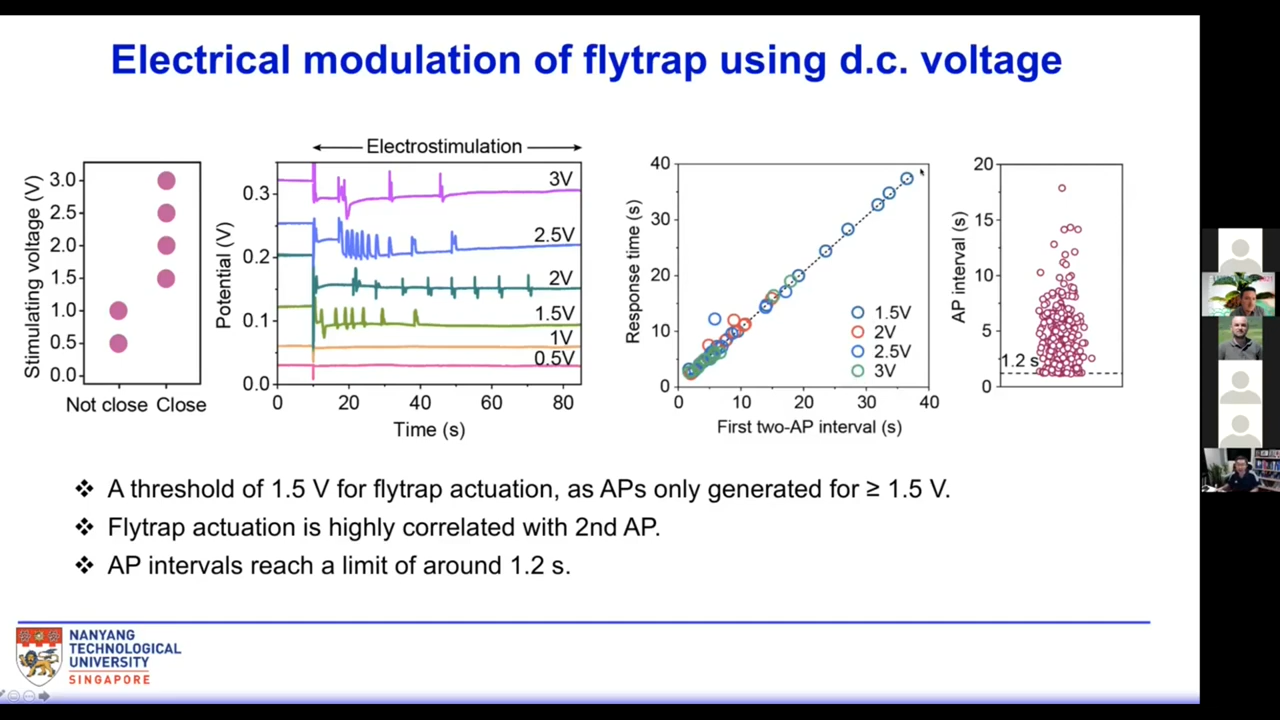 Electrical modulation of flytrap using d.c. voltage
Stimulating voltage (V)
3.0
2.5
2.0
1.5
1.0
0.5
0.0
Not close Close
Electrostimulation
Potential (V)
0.3
0.2
0.1
0.0
3V
2.5V
2V
1.5V
1V
0.5V
0 20 40 60 80
Time (s)
Response time (s)
40
30
20
10
0
1.5V
2V
2.5V
3V
0 10 20 30 40
First two-AP interval (s)
AP interval (s)
20
15
10
5
0
1.2 s
❖ A threshold of 1.5 V for flytrap actuation, as APs only generated for ≥ 1.5 V.
❖ Flytrap actuation is highly correlated with 2nd AP.
❖ AP intervals reach a limit of around 1.2 s.
NANYANG
TECHNOLOGICAL
UNIVERSITY
SINGAPORE